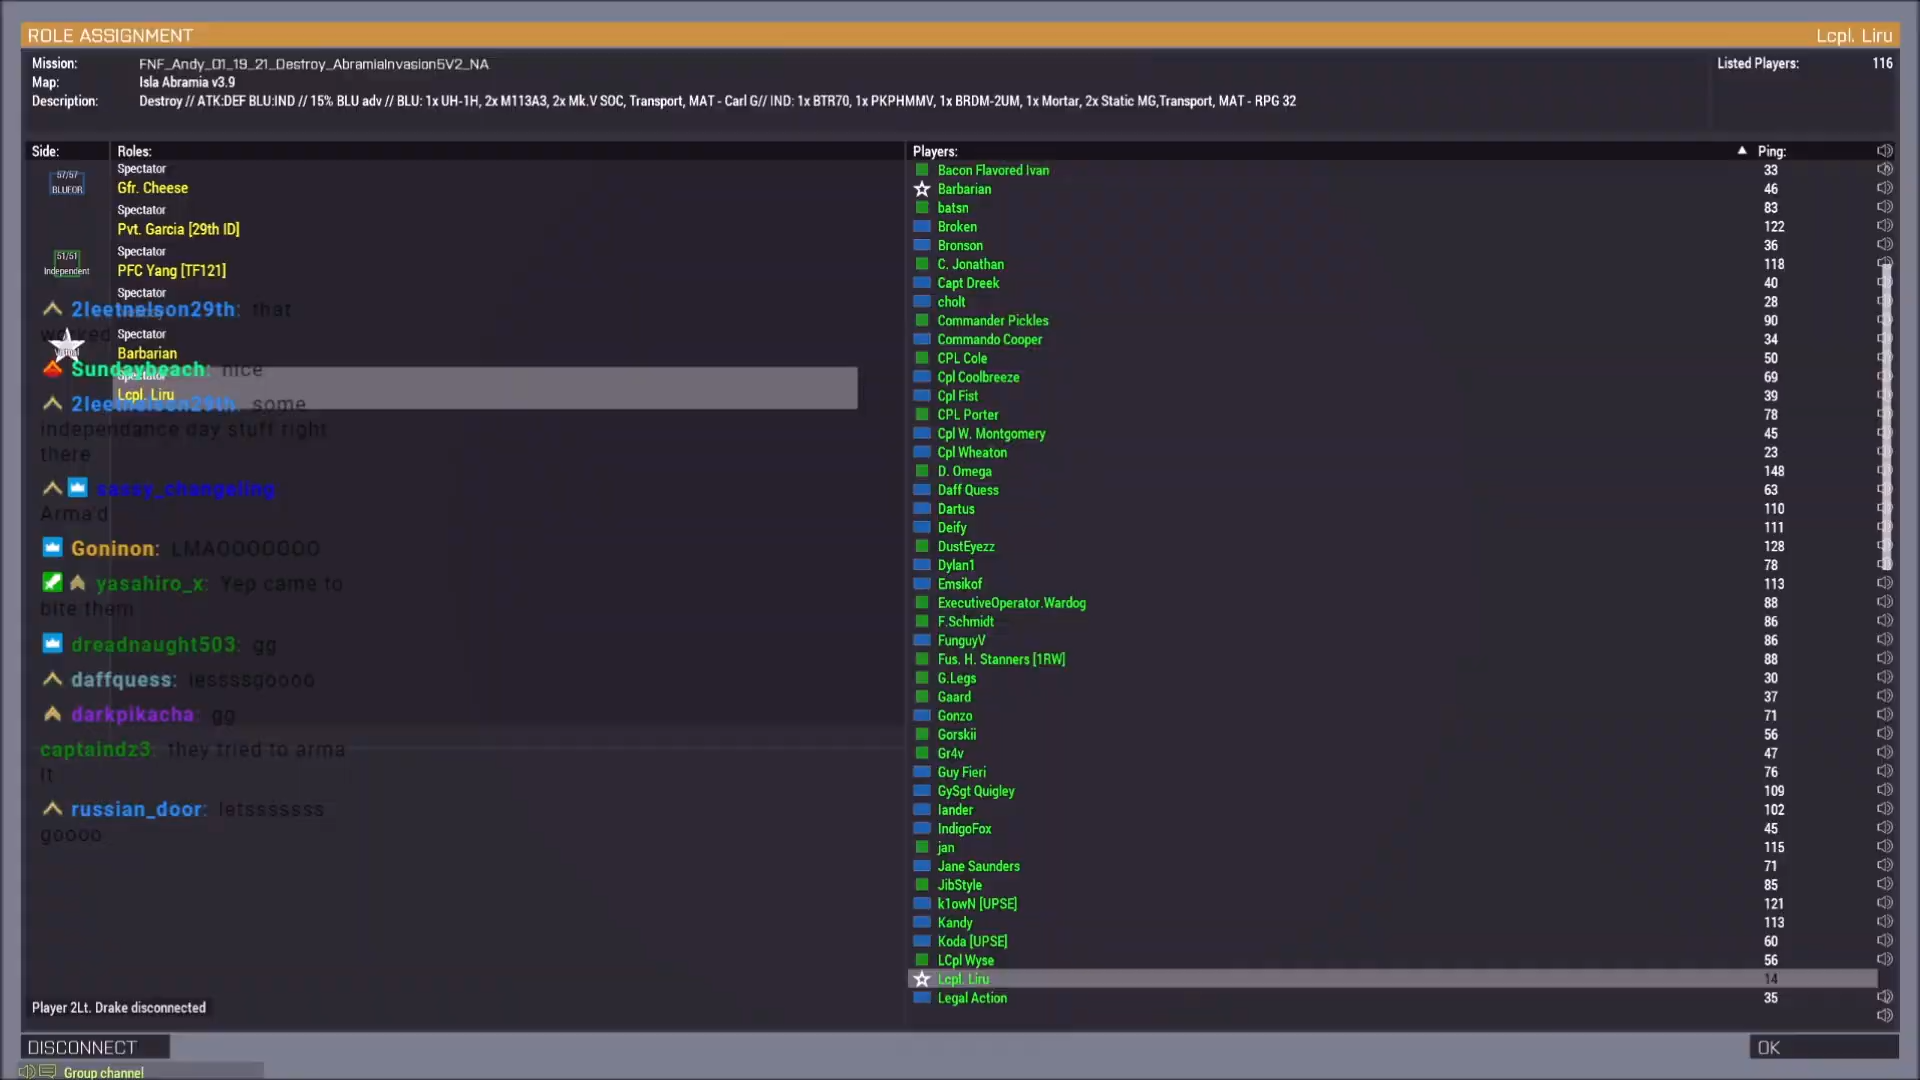 ROLE ASSIGNMENT
Lcpl. Liru
Mission: FNF_Andy_01_19_21_Destroy_AbramiaInvasion5V2_NA
Map: Isla Abramia v3.9
Description: Destroy // ATK:DEF BLU:IND // 15% BLU adv // BLU: 1x UH-1H, 2x M113A3, 2x Mk.V SOC, Transport, MAT - Carl G// IND: 1x BTR70, 1x PKPHMMV, 1x BRDM-2UM, 1x Mortar, 2x Static MG,Transport, MAT - RPG 32
Listed Players: 116
Side:
57/57
BLUFOR
51/51
Independent
Roles:
Spectator
Gfr. Cheese
Spectator
Pvt. Garcia [29th ID]
Spectator
PFC Yang [TF121]
Spectator
Spectator
Barbarian
Spectator
Lcpl. Liru
2leetnelson29th: that
worked
Sundaybeach: nice
2leetnelson29th: some
independance day stuff right
there
sassy_changeling
Arma'd
Goninon: LMAOOOOOOO
yasahiro_x: Yep came to
bite them
dreadnaught503: gg
daffquess: lessssgoooo
darkpikacha: gg
captaindz3: they tried to arma
it
russian_door: letsssssss
goooo
Player 2Lt. Drake disconnected
Players: Ping:
Bacon Flavored Ivan 33
Barbarian 46
batsn 83
Broken 122
Bronson 36
C. Jonathan 118
Capt Dreek 40
cholt 28
Commander Pickles 90
Commando Cooper 34
CPL Cole 50
Cpl Coolbreeze 69
Cpl Fist 39
CPL Porter 78
Cpl W. Montgomery 45
Cpl Wheaton 23
D. Omega 148
Daff Quess 63
Dartus 110
Deify 111
DustEyezz 128
Dylan1 78
Emsikof 113
ExecutiveOperator.Wardog 88
F.Schmidt 86
FunguyV 86
Fus. H. Stanners [1RW] 88
G.Legs 30
Gaard 37
Gonzo 71
Gorskii 56
Gr4v 47
Guy Fieri 76
GySgt Quigley 109
Iander 102
IndigoFox 45
jan 115
Jane Saunders 71
JibStyle 85
k1owN [UPSE] 121
Kandy 113
Koda [UPSE] 60
LCpl Wyse 56
Lcpl. Liru 14
Legal Action 35
DISCONNECT
OK
Group channel